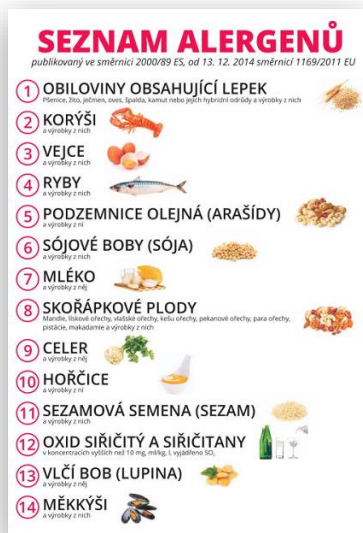 SEZNAM ALERGENŮ
publikovaný ve směrnici 2000/89 ES, od 13. 12. 2014 směrnicí 1169/2011 EU
1 OBILOVINY OBSAHUJÍCÍ LEPEK
Pšenice, žito, ječmen, oves, špalda, kamut nebo jejich hybridní odrůdy a výrobky z nich
2 KORÝŠI
a výrobky z nich
3 VEJCE
a výrobky z nich
4 RYBY
a výrobky z nich
5 PODZEMNICE OLEJNÁ (ARAŠÍDY)
a výrobky z ní
6 SÓJOVÉ BOBY (SÓJA)
a výrobky z nich
7 MLÉKO
a výrobky z něj
8 SKOŘÁPKOVÉ PLODY
Mandle, lískové ořechy, vlašské ořechy, kešu ořechy, pekanové ořechy, para ořechy,
pistácie, makadamie a výrobky z nich
9 CELER
a výrobky z něj
10 HOŘČICE
a výrobky z ní
11 SEZAMOVÁ SEMENA (SEZAM)
a výrobky z nich
12 OXID SIŘIČITÝ A SIŘIČITANY
v koncentracích vyšších než 10 mg, ml/kg, l, vyjádřeno SO₂
13 VLČÍ BOB (LUPINA)
a výrobky z něj
14 MĚKKÝŠI
a výrobky z nich